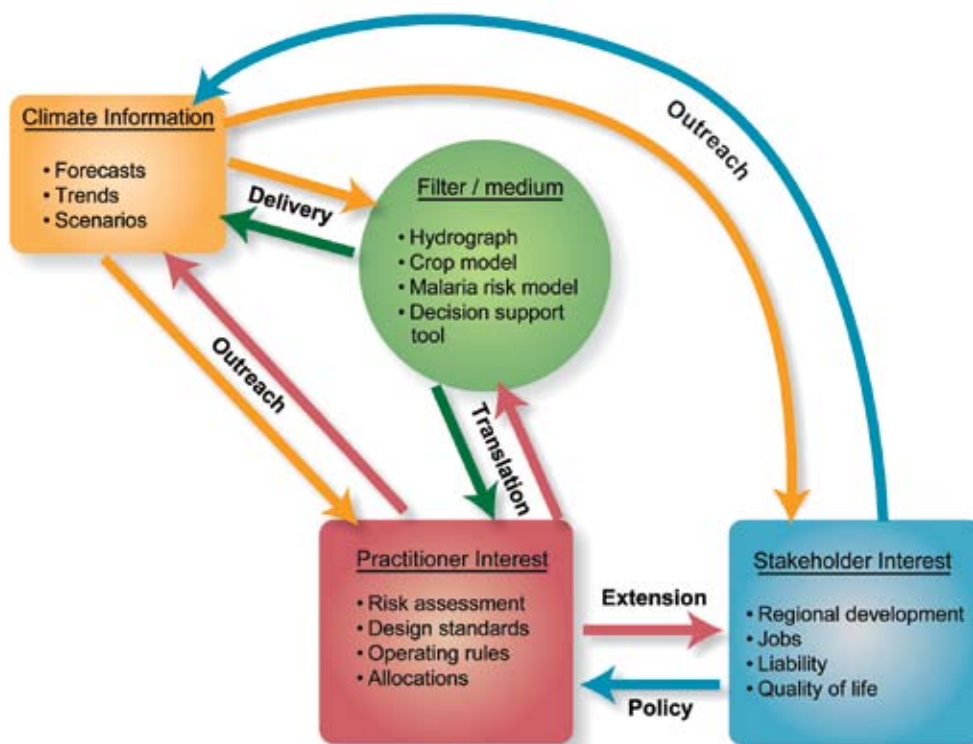 Climate Information
• Forecasts
• Trends
• Scenarios
Outreach
Delivery
Filter / medium
• Hydrograph
• Crop model
• Malaria risk model
• Decision support
tool
Outreach
Translation
Practitioner Interest
• Risk assessment
• Design standards
• Operating rules
• Allocations
Extension
Policy
Stakeholder Interest
• Regional development
• Jobs
• Liability
• Quality of life